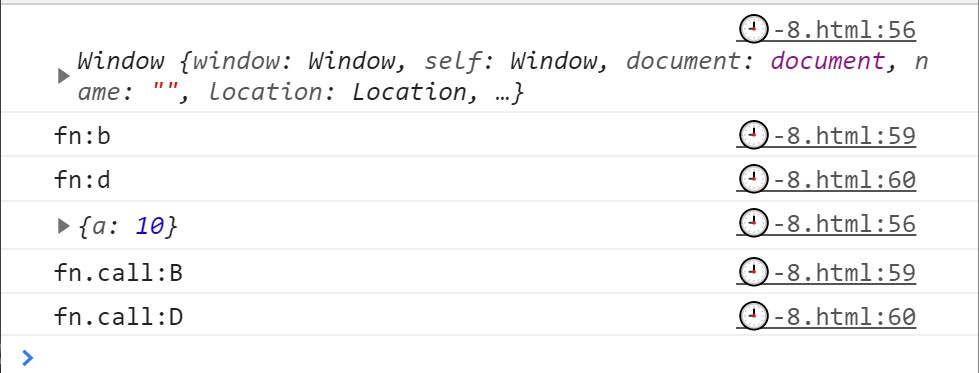 🕘-8.html:56
▶ Window {window: Window, self: Window, document: document, n
ame: "", location: Location, …}
fn:b 🕘-8.html:59
fn:d 🕘-8.html:60
▶ {a: 10} 🕘-8.html:56
fn.call:B 🕘-8.html:59
fn.call:D 🕘-8.html:60
>